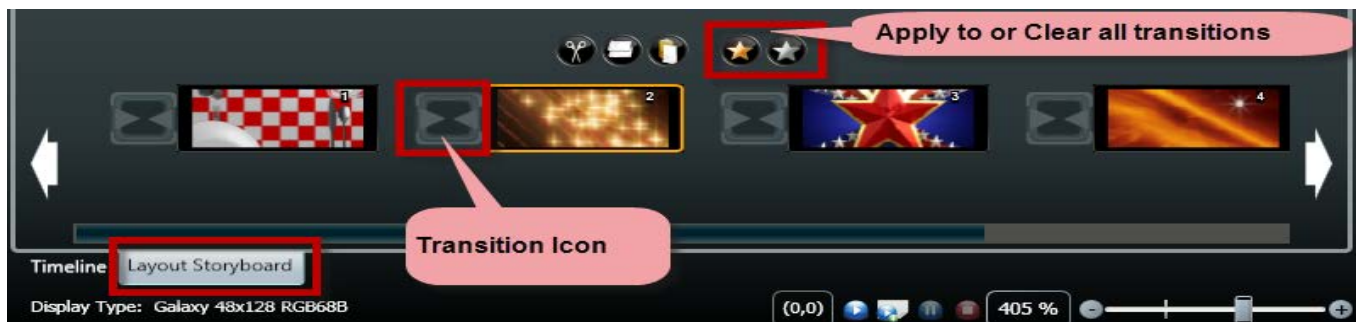 Apply to or Clear all transitions
1
2
3
4
Transition Icon
Timeline
Layout Storyboard
Display Type: Galaxy 48x128 RGB68B
(0,0)
405 %